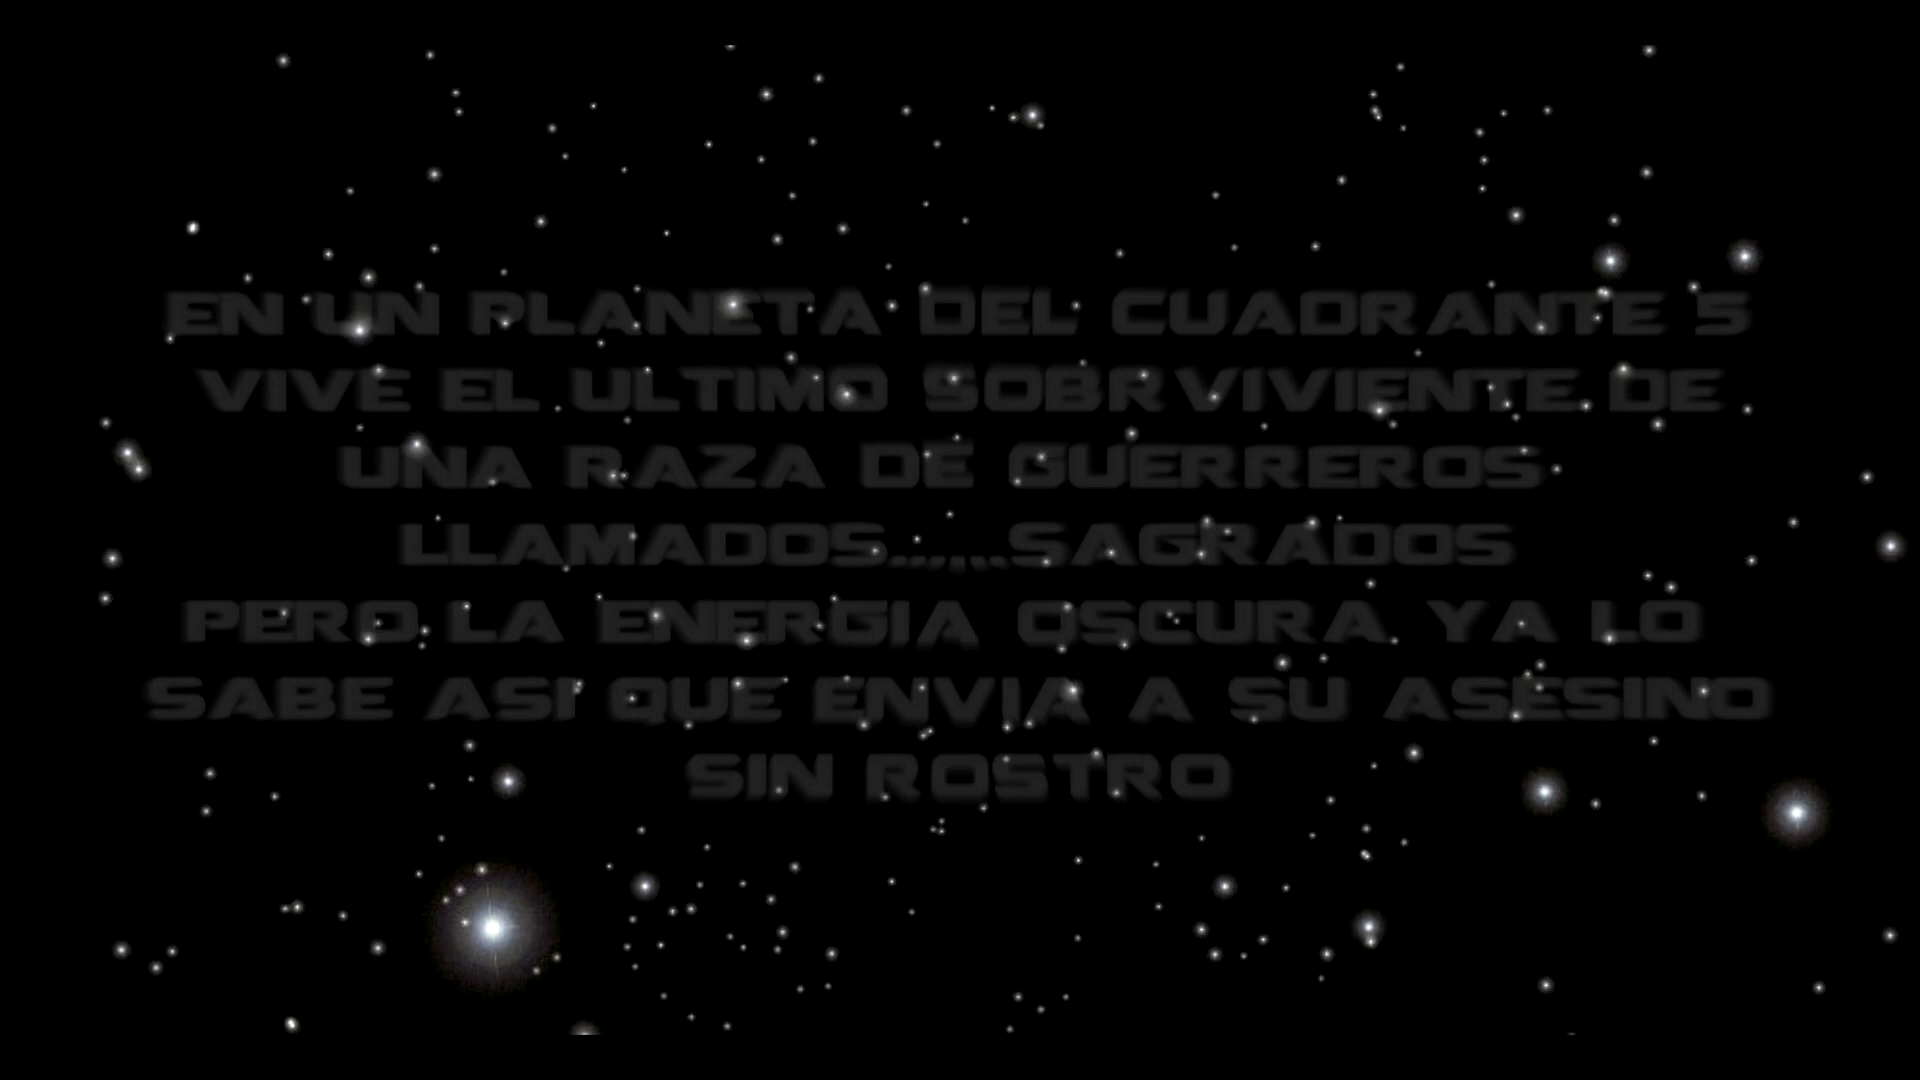 EN UN PLANETA DEL CUADRANTE 5
VIVE EL ULTIMO SOBRVIVIENTE DE
UNA RAZA DE GUERREROS
LLAMADOS......SAGRADOS
PERO LA ENERGIA OSCURA YA LO
SABE ASI QUE ENVIA A SU ASESINO
SIN ROSTRO